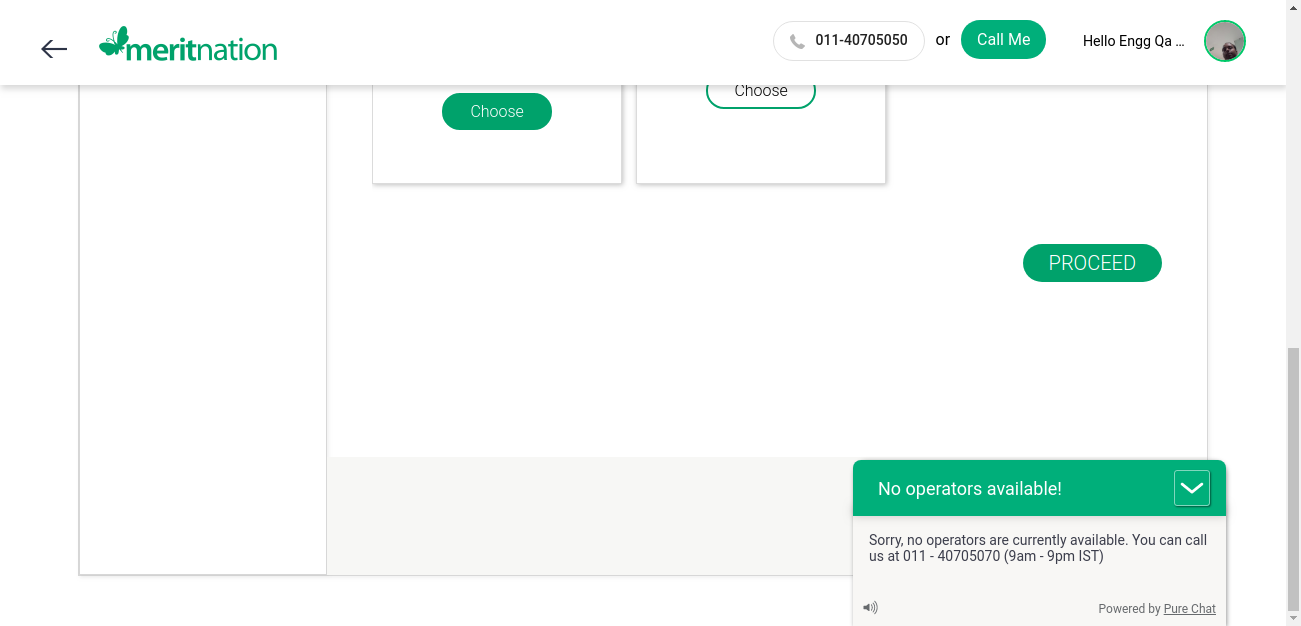 meritnation
011-40705050
or
Call Me
Hello Engg Qa ...
Choose
Choose
PROCEED
No operators available!
Sorry, no operators are currently available. You can call
us at 011 - 40705070 (9am - 9pm IST)
Powered by Pure Chat